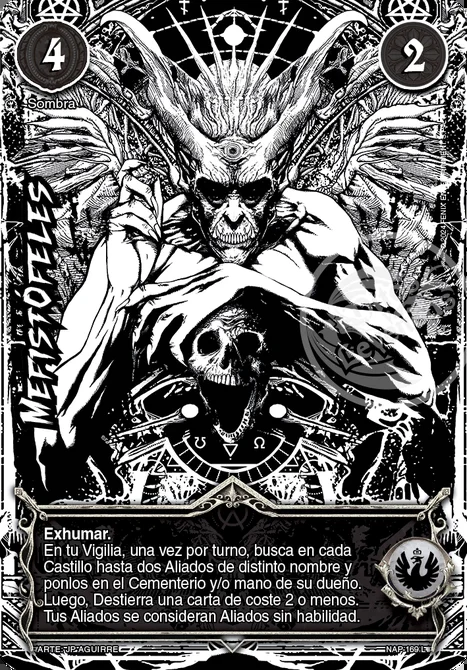 4
2
Sombra
MEFISTÓFELES
Exhumar.
En tu Vigilia, una vez por turno, busca en cada
Castillo hasta dos Aliados de distinto nombre y
ponlos en el Cementerio y/o mano de su dueño.
Luego, Destierra una carta de coste 2 o menos.
Tus Aliados se consideran Aliados sin habilidad.
ARTE: JP. AGUIRRE